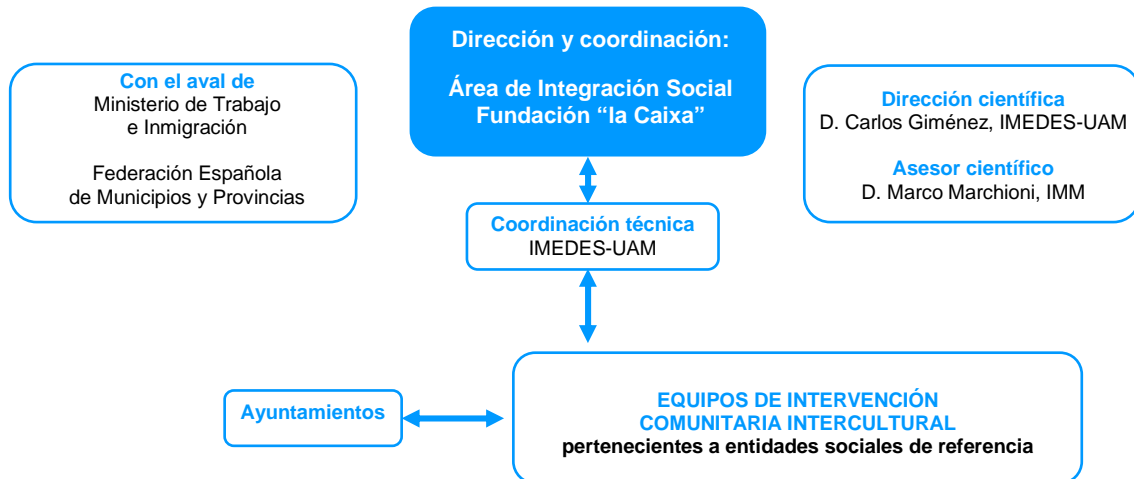 Dirección y coordinación:
Área de Integración Social
Fundación “la Caixa”
Con el aval de
Ministerio de Trabajo
e Inmigración
Federación Española
de Municipios y Provincias
Dirección científica
D. Carlos Giménez, IMEDES-UAM
Asesor científico
D. Marco Marchioni, IMM
Coordinación técnica
IMEDES-UAM
Ayuntamientos
EQUIPOS DE INTERVENCIÓN
COMUNITARIA INTERCULTURAL
pertenecientes a entidades sociales de referencia